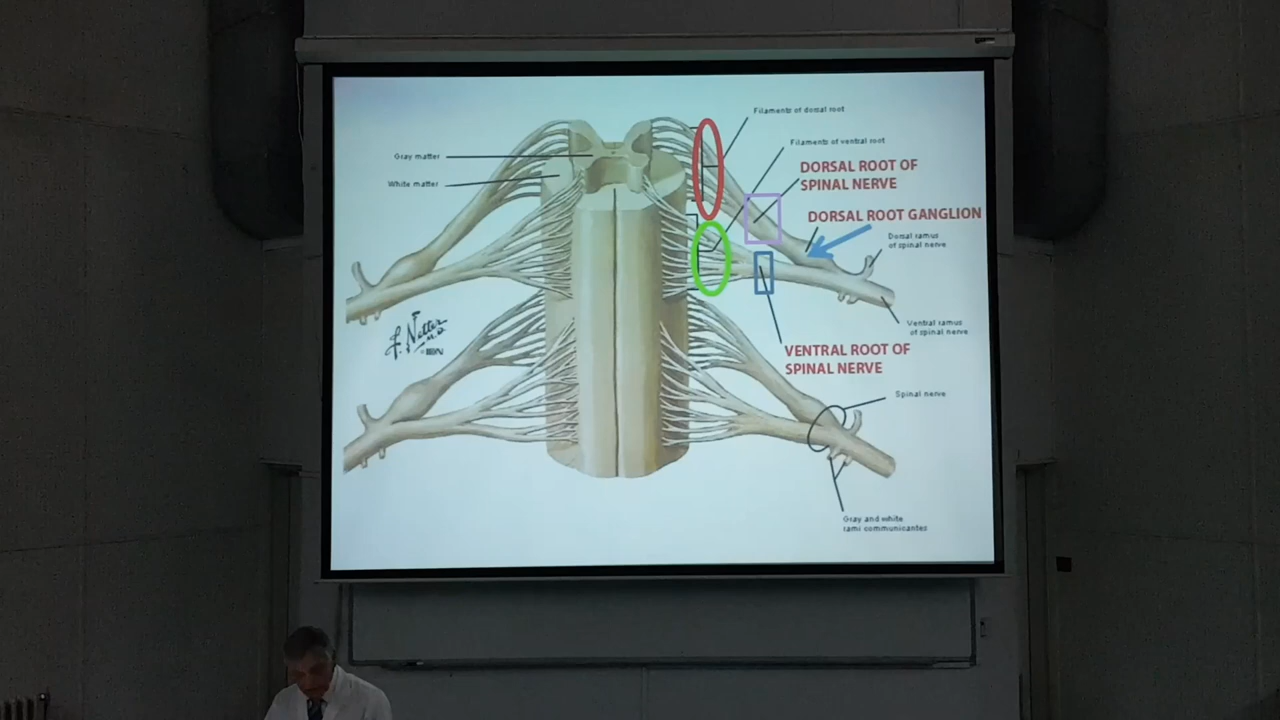 Filaments of dorsal root
Filaments of ventral root
Gray matter
White matter
DORSAL ROOT OF
SPINAL NERVE
DORSAL ROOT GANGLION
Dorsal ramus
of spinal nerve
F. Netter
M.D.
Ventral ramus
of spinal nerve
VENTRAL ROOT OF
SPINAL NERVE
Spinal nerve
Gray and white
rami communicantes